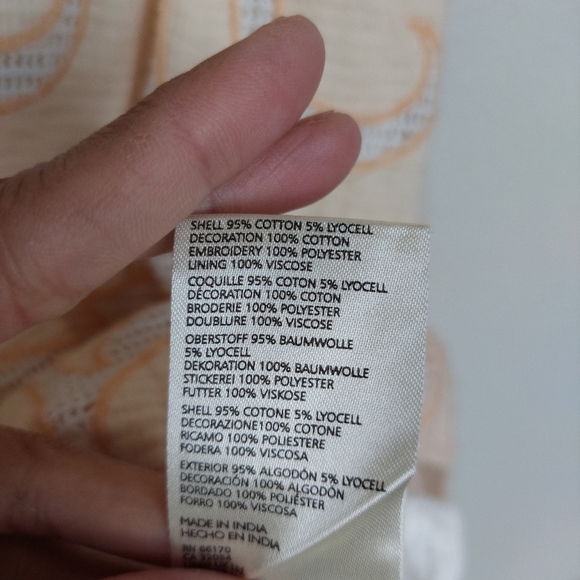 SHELL 95% COTTON 5% LYOCELL
DECORATION 100% COTTON
EMBROIDERY 100% POLYESTER
LINING 100% VISCOSE
COQUILLE 95% COTON 5% LYOCELL
DÉCORATION 100% COTON
BRODERIE 100% POLYESTER
DOUBLURE 100% VISCOSE
OBERSTOFF 95% BAUMWOLLE
5% LYOCELL
DEKORATION 100% BAUMWOLLE
STICKEREI 100% POLYESTER
FUTTER 100% VISKOSE
SHELL 95% COTONE 5% LYOCELL
DECORAZIONE100% COTONE
RICAMO 100% POLIESTERE
FODERA 100% VISCOSA
EXTERIOR 95% ALGODÓN 5% LYOCELL
DECORACIÓN 100% ALGODÓN
BORDADO 100% POLIÉSTER
FORRO 100% VISCOSA
MADE IN INDIA
HECHO EN INDIA
RN 66170